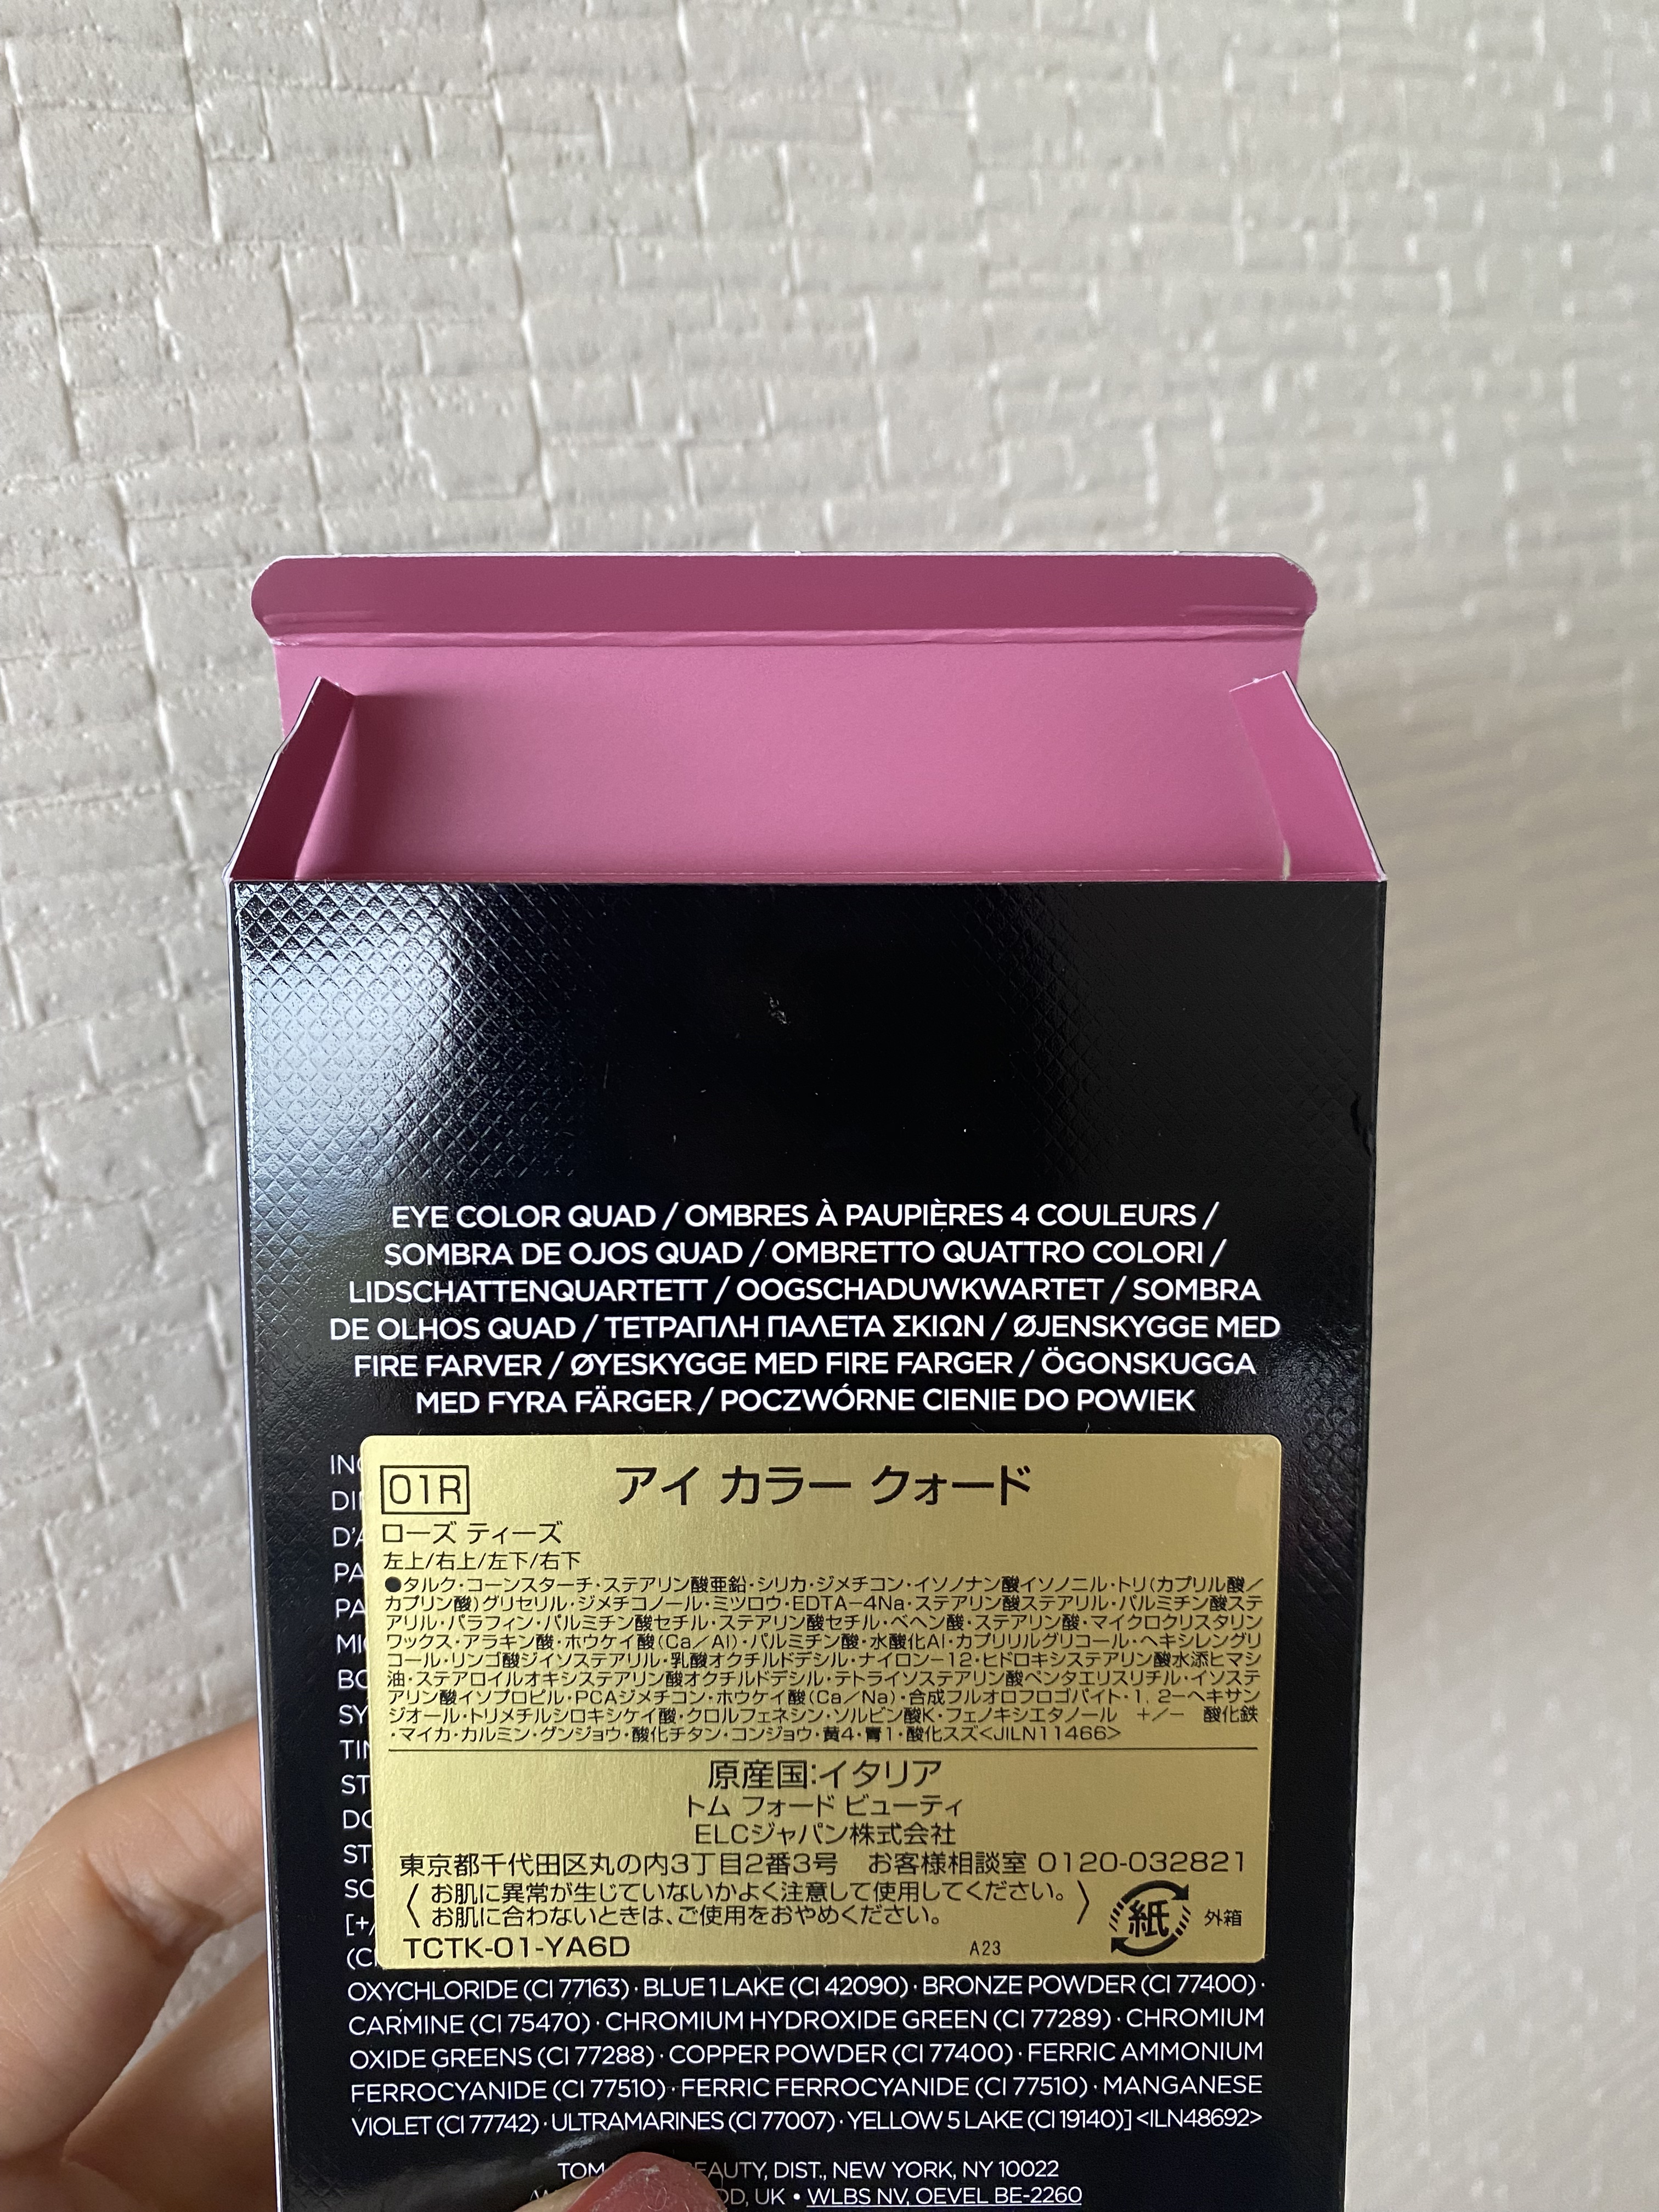 EYE COLOR QUAD / OMBRES À PAUPIÈRES 4 COULEURS /
SOMBRA DE OJOS QUAD / OMBRETTO QUATTRO COLORI /
LIDSCHATTENQUARTETT / OOGSCHADUWKWARTET / SOMBRA
DE OLHOS QUAD / ΤΕΤΡΑΠΛΗ ΠΑΛΕΤΑ ΣΚΙΩΝ / ØJENSKYGGE MED
FIRE FARVER / ØYESKYGGE MED FIRE FARGER / ÖGONSKUGGA
MED FYRA FÄRGER / POCZWÓRNE CIENIE DO POWIEK
01R アイ カラー クォード
ローズ ティーズ
左上/右上/左下/右下
●タルク・コーンスターチ・ステアリン酸亜鉛・シリカ・ジメチコン・イソノナン酸イソノニル・トリ(カプリル酸/
カプリン酸)グリセリル・ジメチコノール・ミツロウ・EDTA-4Na・ステアリン酸ステアリル・パルミチン酸ステ
アリル・パラフィン・パルミチン酸セチル・ステアリン酸セチル・ベヘン酸・ステアリン酸・マイクロクリスタリン
ワックス・アラキン酸・ホウケイ酸(Ca/Al)・パルミチン酸・水酸化Al・カプリリルグリコール・ヘキシレングリ
コール・リンゴ酸ジイソステアリル・乳酸オクチルドデシル・ナイロン-12・ヒドロキシステアリン酸水添ヒマシ
油・ステアロイルオキシステアリン酸オクチルドデシル・テトライソステアリン酸ペンタエリスリチル・イソステ
アリン酸イソプロピル・PCAジメチコン・ホウケイ酸(Ca/Na)・合成フルオロフロゴパイト・1, 2-ヘキサン
ジオール・トリメチルシロキシケイ酸・クロルフェネシン・ソルビン酸K・フェノキシエタノール +/- 酸化鉄
・マイカ・カルミン・グンジョウ・酸化チタン・コンジョウ・黄4・青1・酸化スズ<JILN11466>
原産国:イタリア
トム フォード ビューティ
ELCジャパン株式会社
東京都千代田区丸の内3丁目2番3号 お客様相談室 0120-032821
お肌に異常が生じていないかよく注意して使用してください。
お肌に合わないときは、ご使用をおやめください。
紙 外箱
TCTK-01-YA6D A23
OXYCHLORIDE (CI 77163) · BLUE 1 LAKE (CI 42090) · BRONZE POWDER (CI 77400) ·
CARMINE (CI 75470) · CHROMIUM HYDROXIDE GREEN (CI 77289) · CHROMIUM
OXIDE GREENS (CI 77288) · COPPER POWDER (CI 77400) · FERRIC AMMONIUM
FERROCYANIDE (CI 77510) · FERRIC FERROCYANIDE (CI 77510) · MANGANESE
VIOLET (CI 77742) · ULTRAMARINES (CI 77007) · YELLOW 5 LAKE (CI 19140)] <ILN48692>
TOM DIST., NEW YORK, NY 10022
UK • WLBS NV, OEVEL BE-2260